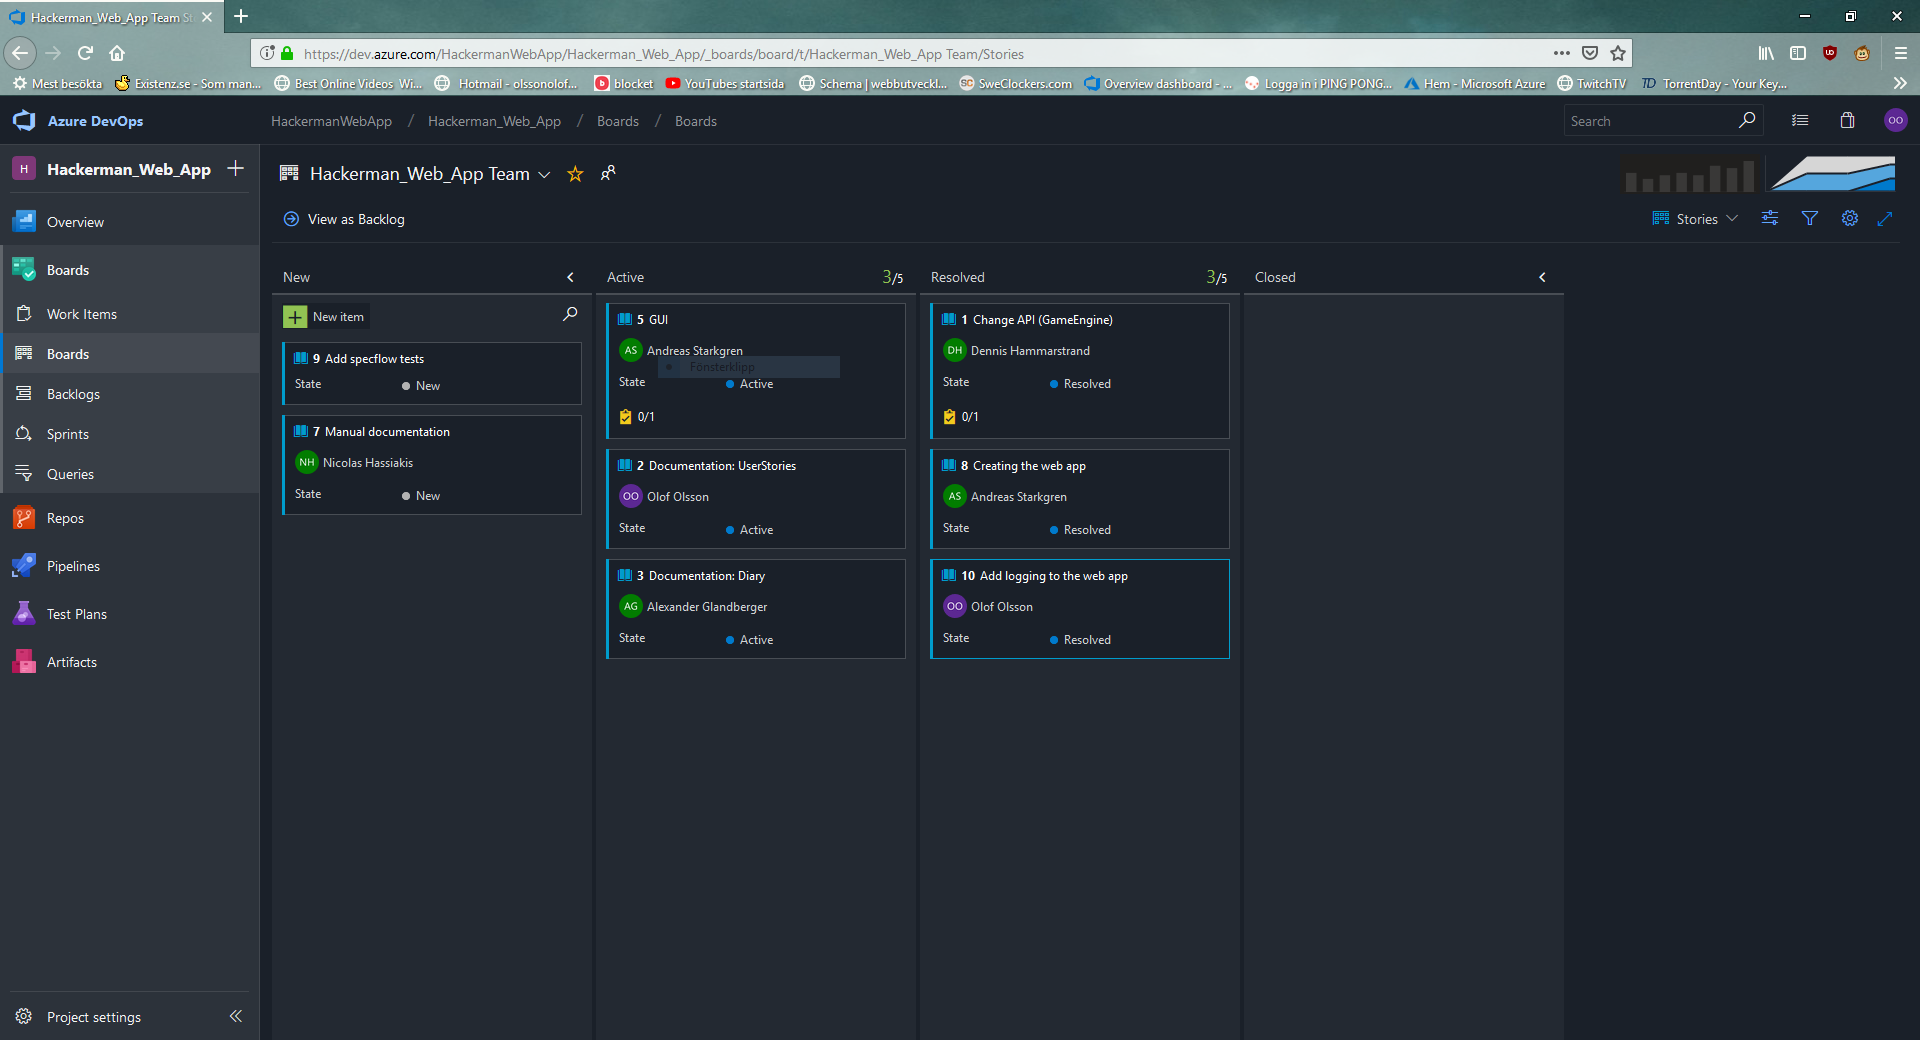 Hackerman_Web_App Team St
https://dev.azure.com/HackermanWebApp/Hackerman_Web_App/_boards/board/t/Hackerman_Web_App Team/Stories
Mest besökta
Existenz.se - Som man...
Best Online Videos Wi...
Hotmail - olssonolof...
blocket
YouTubes startsida
Schema | webbutveckl...
SweClockers.com
Overview dashboard - ...
Logga in i PING PONG...
Hem - Microsoft Azure
TwitchTV
TorrentDay - Your Key...
Azure DevOps
HackermanWebApp / Hackerman_Web_App / Boards / Boards
Search
OO
H Hackerman_Web_App
Overview
Boards
Work Items
Boards
Backlogs
Sprints
Queries
Repos
Pipelines
Test Plans
Artifacts
Project settings
Hackerman_Web_App Team
View as Backlog
Stories
New
New item
9 Add specflow tests
State New
7 Manual documentation
NH Nicolas Hassiakis
State New
Active 3/5
5 GUI
AS Andreas Starkgren
Fönsterklipp
State Active
0/1
2 Documentation: UserStories
OO Olof Olsson
State Active
3 Documentation: Diary
AG Alexander Glandberger
State Active
Resolved 3/5
1 Change API (GameEngine)
DH Dennis Hammarstrand
State Resolved
0/1
8 Creating the web app
AS Andreas Starkgren
State Resolved
10 Add logging to the web app
OO Olof Olsson
State Resolved
Closed